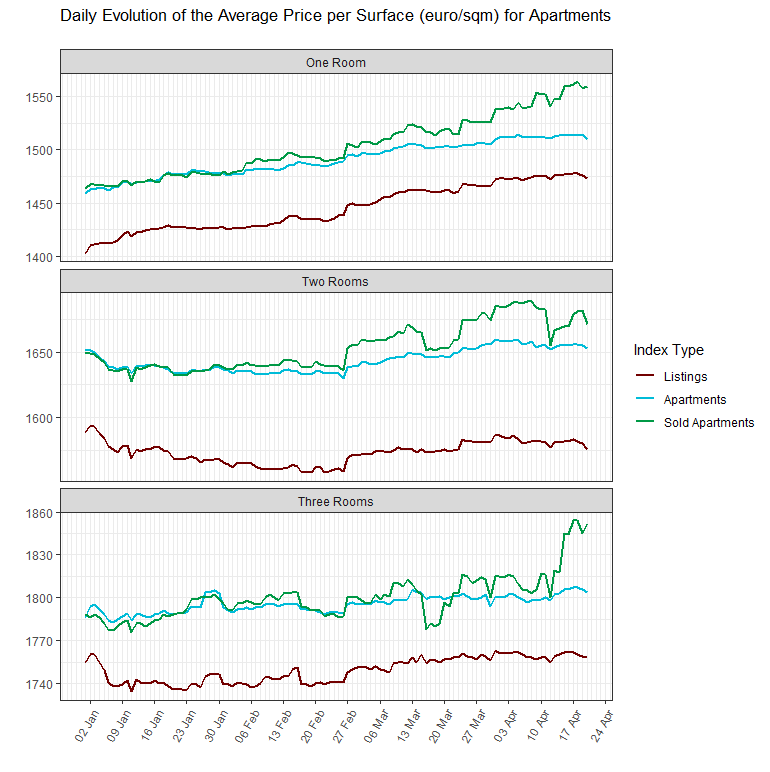 Daily Evolution of the Average Price per Surface (euro/sqm) for Apartments
One Room
1550
1500
1450
1400
Two Rooms
1650
1600
Three Rooms
1860
1830
1800
1770
1740
02 Jan
09 Jan
16 Jan
23 Jan
30 Jan
06 Feb
13 Feb
20 Feb
27 Feb
06 Mar
13 Mar
20 Mar
27 Mar
03 Apr
10 Apr
17 Apr
24 Apr
Index Type
Listings
Apartments
Sold Apartments